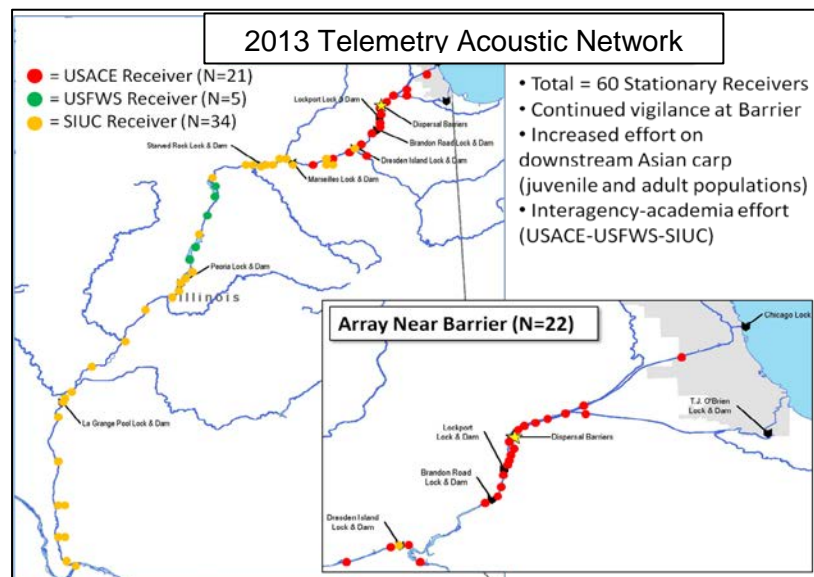 2013 Telemetry Acoustic Network
= USACE Receiver (N=21)
= USFWS Receiver (N=5)
= SIUC Receiver (N=34)
• Total = 60 Stationary Receivers
• Continued vigilance at Barrier
• Increased effort on
downstream Asian carp
(juvenile and adult populations)
• Interagency-academia effort
(USACE-USFWS-SIUC)
Lockport Lock & Dam
Dispersal Barriers
Brandon Road Lock & Dam
Dresden Island Lock & Dam
Starved Rock Lock & Dam
Marseilles Lock & Dam
Peoria Lock & Dam
Illinois
La Grange Pool Lock & Dam
Array Near Barrier (N=22)
Chicago Lock
T.J. O'Brien
Lock & Dam
Dispersal Barriers
Lockport
Lock & Dam
Brandon Road
Lock & Dam
Dresden Island
Lock & Dam